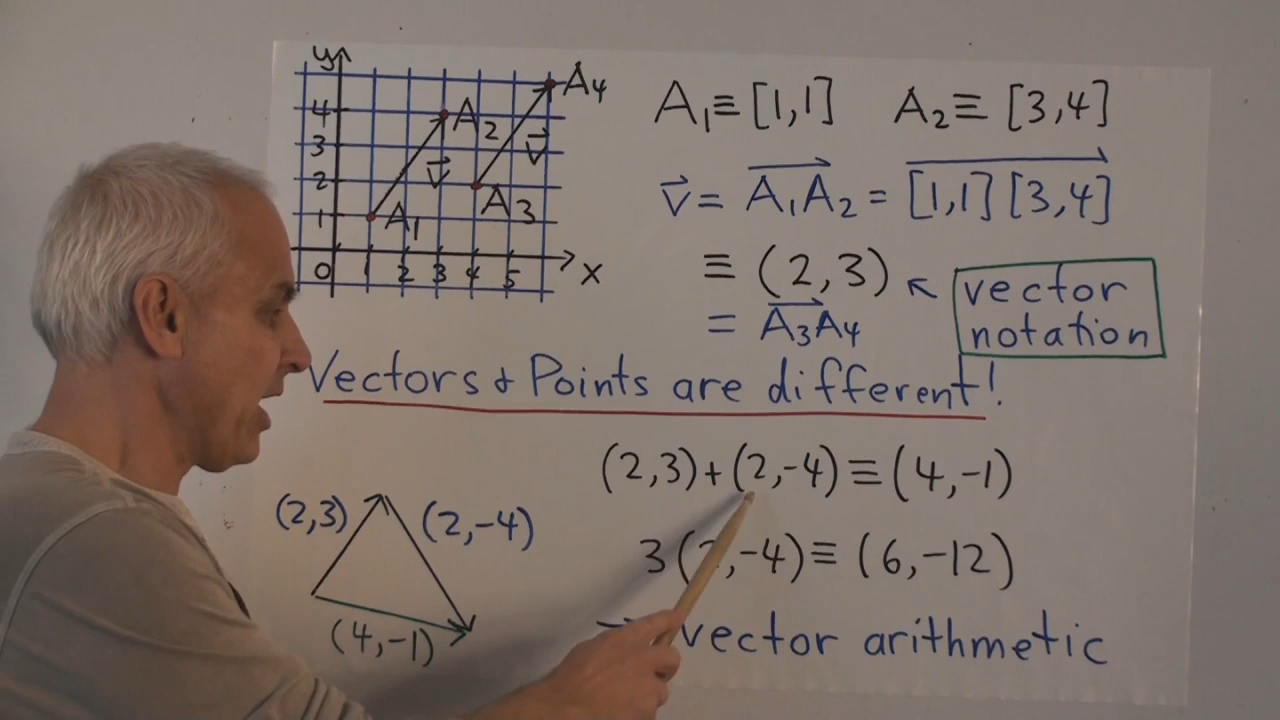 y
4
3
2
1
0 1 2 3 4 5 x
A₄
A₂
v⃗
v⃗
A₃
A₁
A₁≡[1,1] A₂≡[3,4]
v⃗ = A₁A₂ = [1,1][3,4]
≡ (2,3) ↖ vector
notation
= A₃A₄
Vectors + Points are different!
(2,3)+(2,-4)≡(4,-1)
(2,3) (2,-4)
(4,-1)
3( ,-4)≡(6,-12)
vector arithmetic